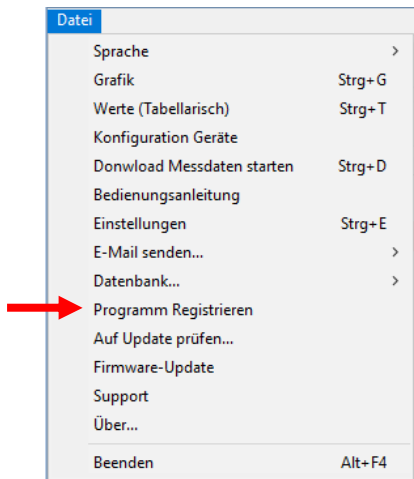 Datei
Sprache >
Grafik Strg+G
Werte (Tabellarisch) Strg+T
Konfiguration Geräte
Donwload Messdaten starten Strg+D
Bedienungsanleitung
Einstellungen Strg+E
E-Mail senden... >
Datenbank... >
Programm Registrieren
Auf Update prüfen...
Firmware-Update
Support
Über...
Beenden Alt+F4